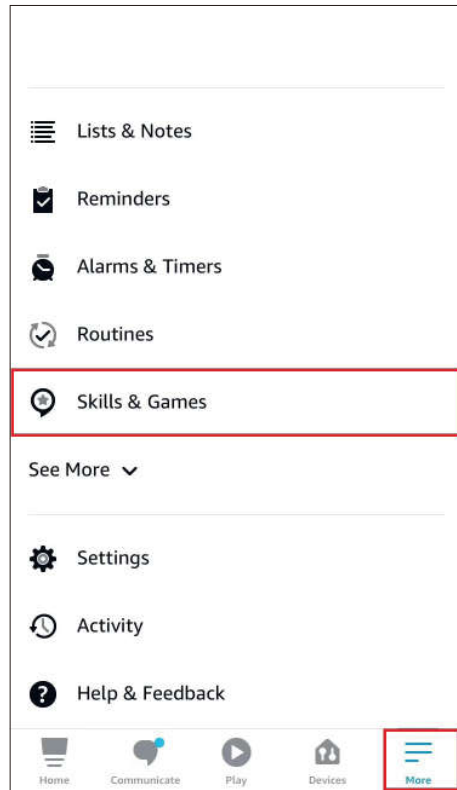 Lists & Notes
Reminders
Alarms & Timers
Routines
Skills & Games
See More
Settings
Activity
Help & Feedback
Home Communicate Play Devices More